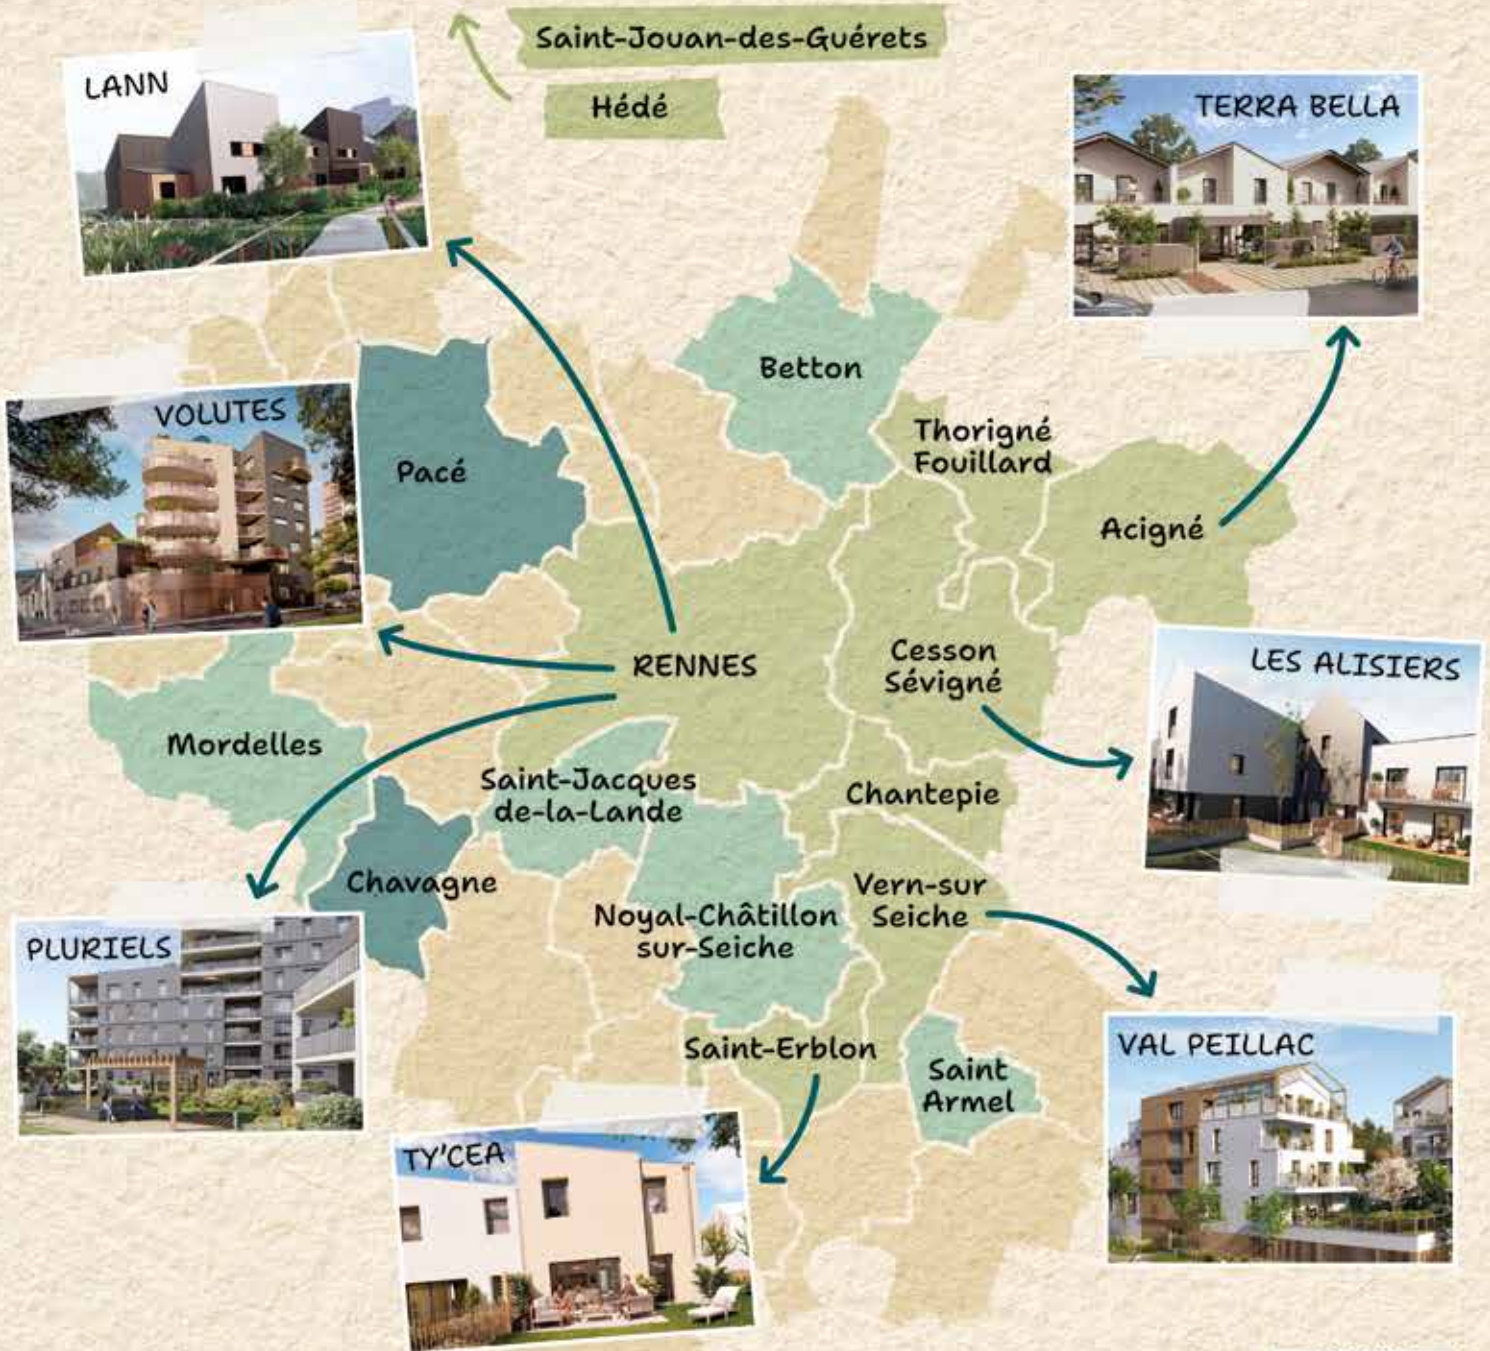 Saint-Jouan-des-Guérets
Hédé
LANN
TERRA BELLA
Betton
VOLUTES
Thorigné
Fouillard
Pacé
Acigné
RENNES
Cesson
Sévigné
LES ALISIERS
Mordelles
Saint-Jacques
de-la-Lande
Chantepie
Chavagne
Vern-sur
Seiche
Noyal-Châtillon
sur-Seiche
PLURIELS
Saint-Erblon
VAL PEILLAC
Saint
Armel
TY'CEA